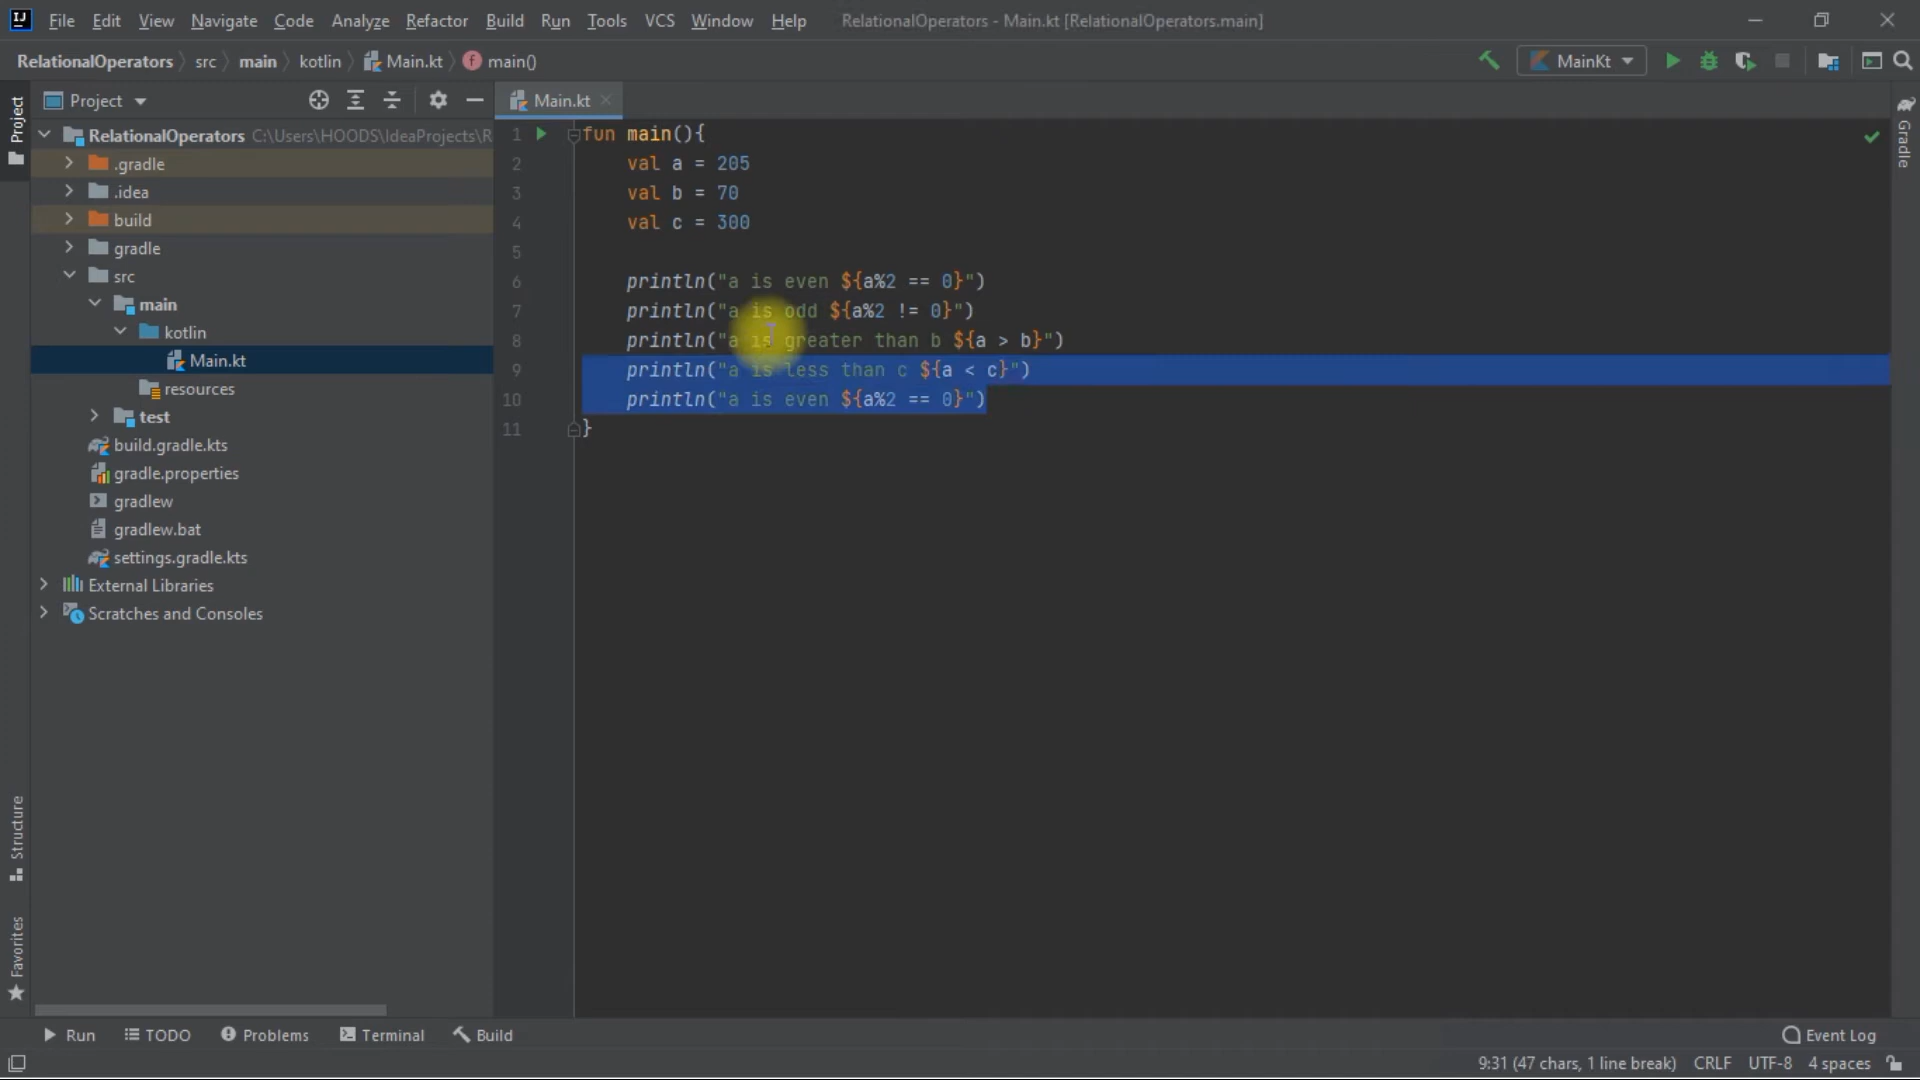 File Edit View Navigate Code Analyze Refactor Build Run Tools VCS Window Help RelationalOperators - Main.kt [RelationalOperators.main]
RelationalOperators src main kotlin Main.kt main() MainKt
Project
Main.kt
Project
Gradle
RelationalOperators C:\Users\HOODS\IdeaProjects\R
.gradle
.idea
build
gradle
src
main
kotlin
Main.kt
resources
test
build.gradle.kts
gradle.properties
gradlew
gradlew.bat
settings.gradle.kts
External Libraries
Scratches and Consoles
1 fun main(){
2 val a = 205
3 val b = 70
4 val c = 300
5
6 println("a is even ${a%2 == 0}")
7 println("a is odd ${a%2 != 0}")
8 println("a is greater than b ${a > b}")
9 println("a is less than c ${a < c}")
10 println("a is even ${a%2 == 0}")
11 }
Structure
Favorites
Run TODO Problems Terminal Build Event Log
9:31 (47 chars, 1 line break) CRLF UTF-8 4 spaces